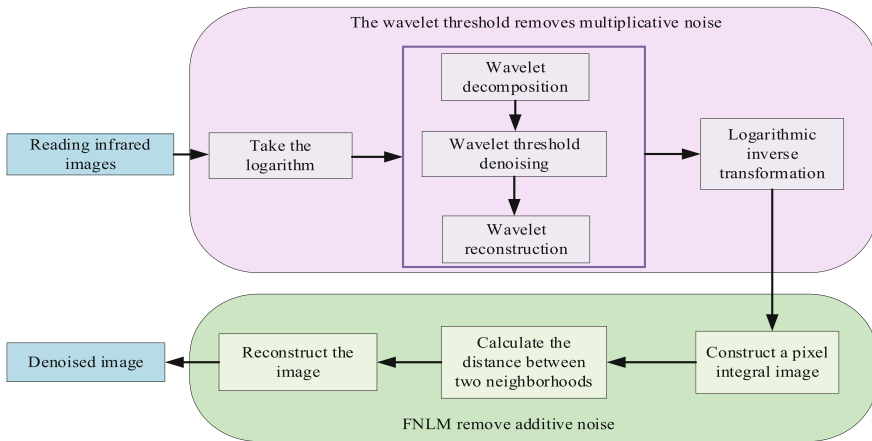 The wavelet threshold removes multiplicative noise
Reading infrared
images
Take the
logarithm
Wavelet
decomposition
Wavelet threshold
denoising
Wavelet
reconstruction
Logarithmic
inverse
transformation
Construct a pixel
integral image
Calculate the
distance between
two neighborhoods
Reconstruct the
image
Denoised image
FNLM remove additive noise